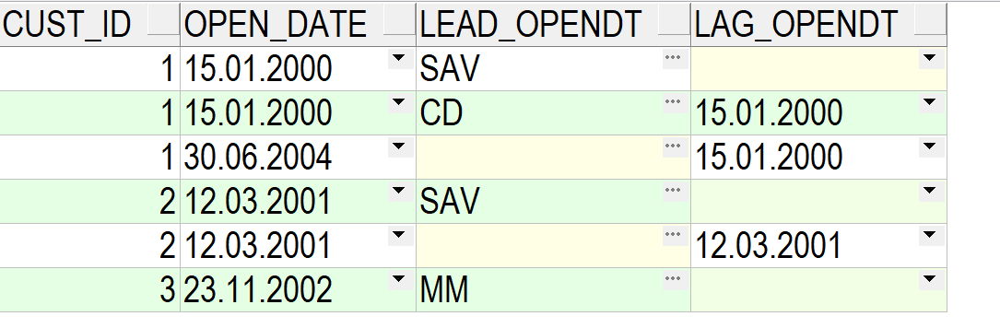 CUST_ID OPEN_DATE LEAD_OPENDT LAG_OPENDT
1 15.01.2000 SAV
1 15.01.2000 CD 15.01.2000
1 30.06.2004 15.01.2000
2 12.03.2001 SAV
2 12.03.2001 12.03.2001
3 23.11.2002 MM